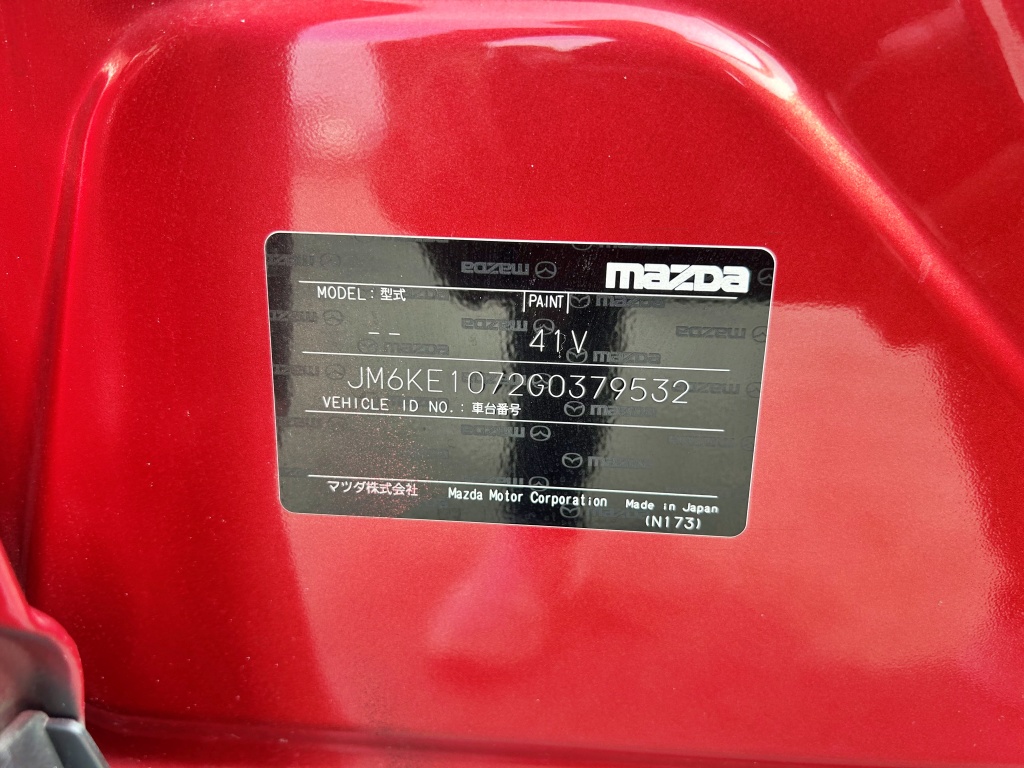 mazda
MODEL : 型式 PAINT
-- 41V
JM6KE1072G0379532
VEHICLE ID NO. : 車台番号
マツダ株式会社 Mazda Motor Corporation Made in Japan
(N173)